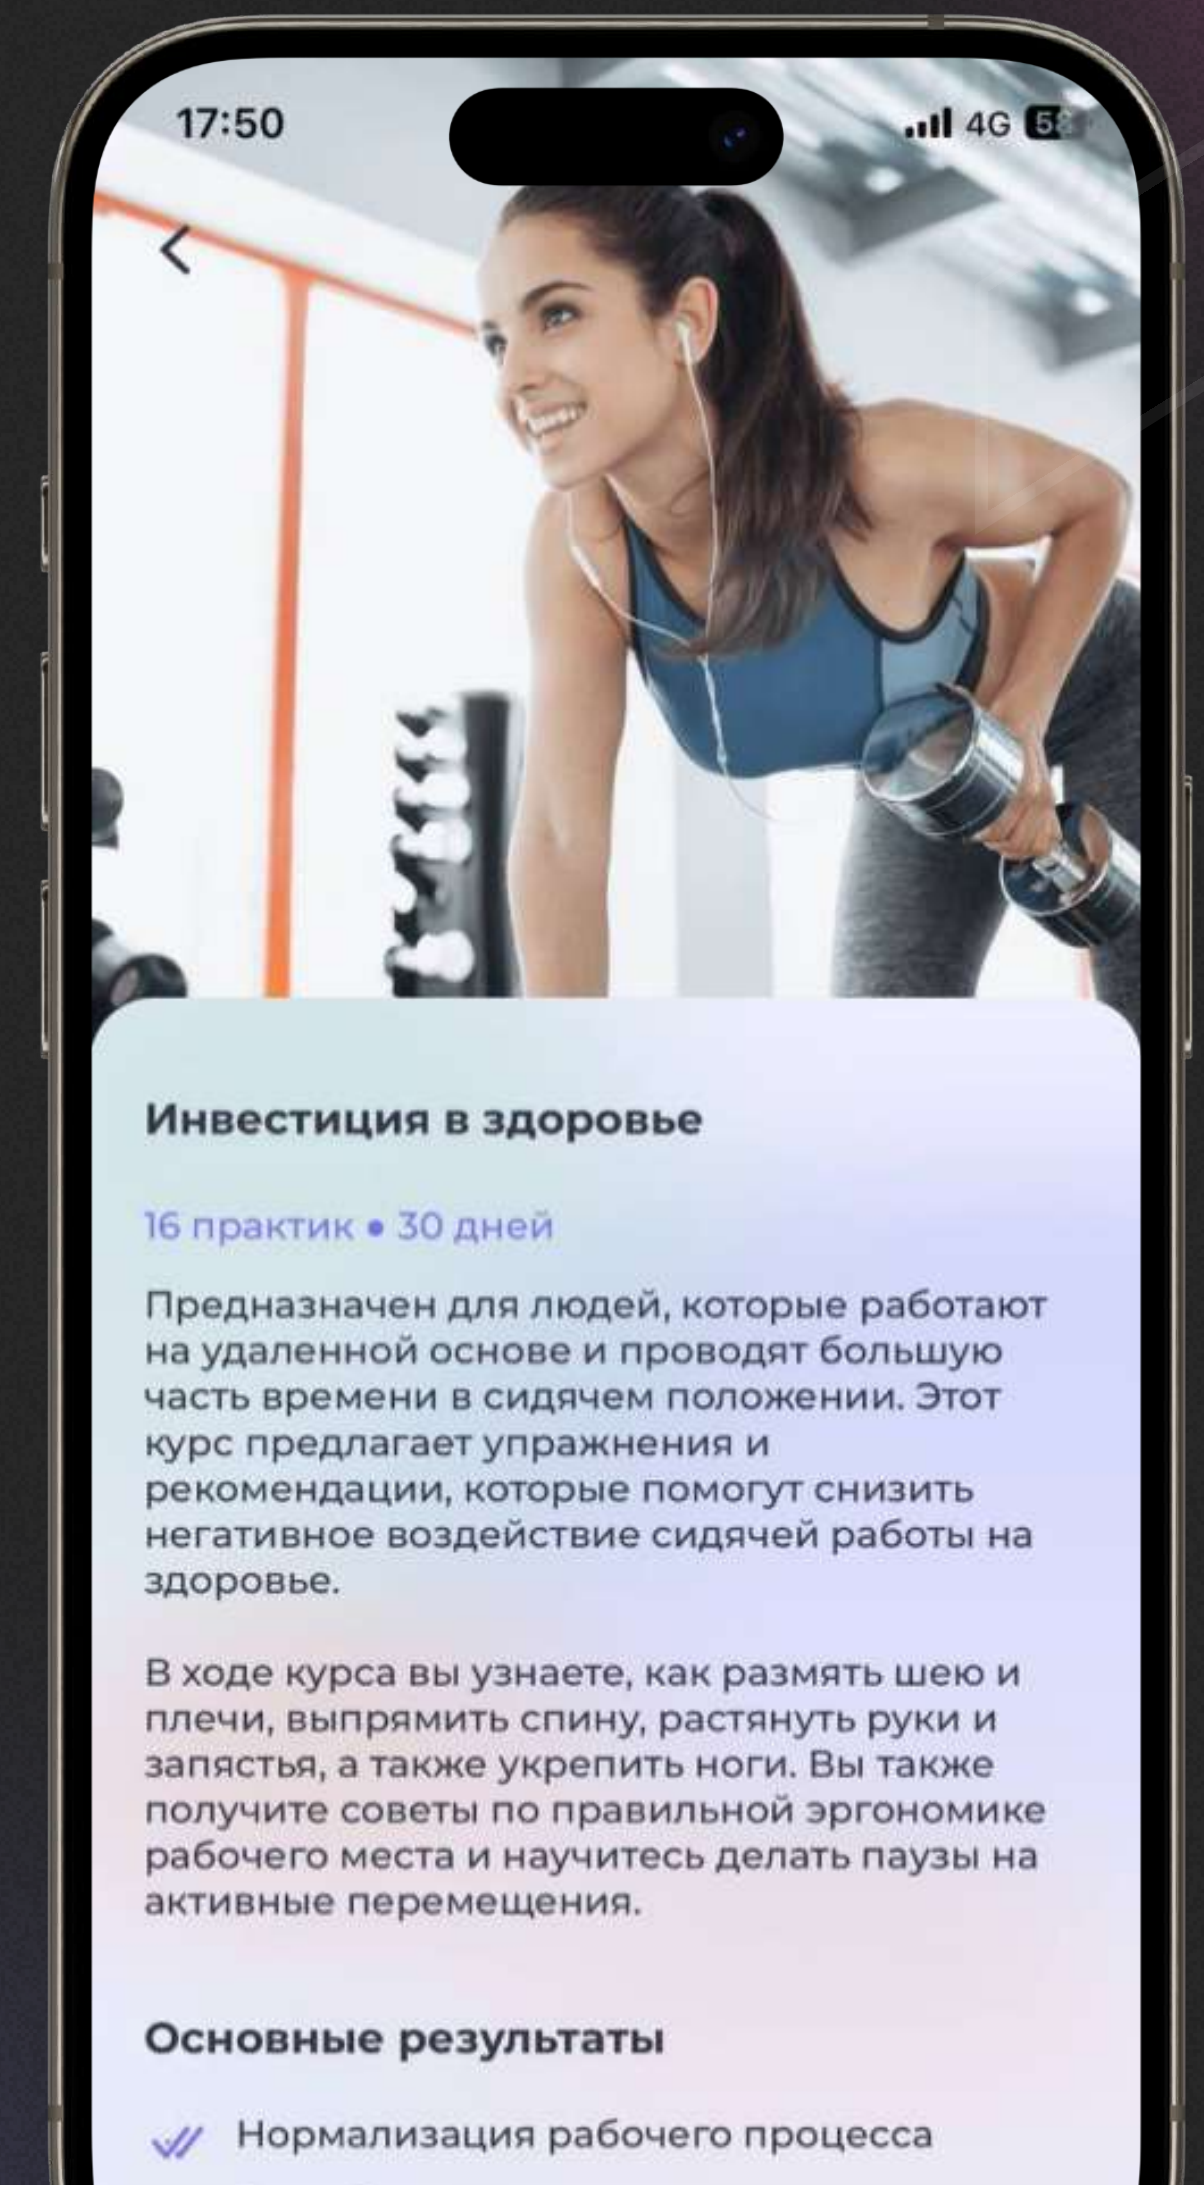 17:50
4G 58
Инвестиция в здоровье
16 практик • 30 дней
Предназначен для людей, которые работают
на удаленной основе и проводят большую
часть времени в сидячем положении. Этот
курс предлагает упражнения и
рекомендации, которые помогут снизить
негативное воздействие сидячей работы на
здоровье.
В ходе курса вы узнаете, как размять шею и
плечи, выпрямить спину, растянуть руки и
запястья, а также укрепить ноги. Вы также
получите советы по правильной эргономике
рабочего места и научитесь делать паузы на
активные перемещения.
Основные результаты
Нормализация рабочего процесса